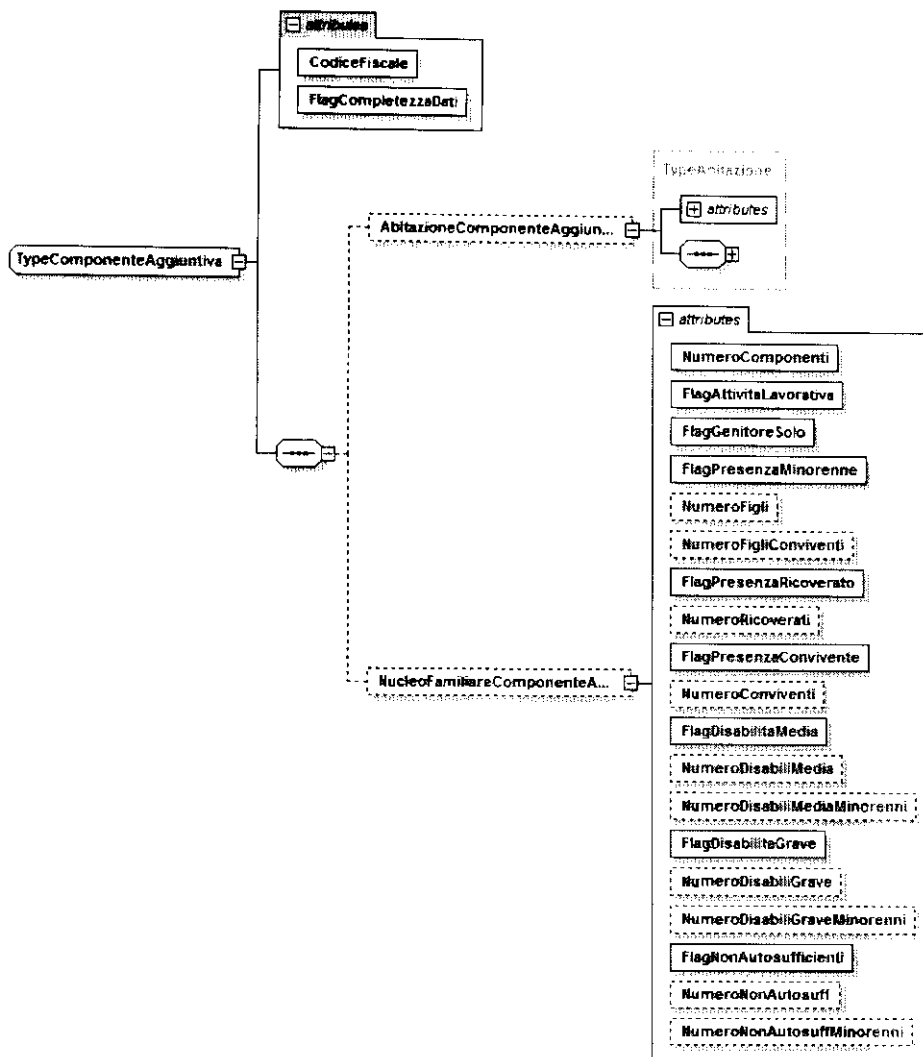 attributes
CodiceFiscale
FlagCompletezzaDati
TypeAbitazione
AbitazioneComponenteAggiun...
attributes
TypeComponenteAggiuntiva
attributes
NumeroComponenti
FlagAttivitaLavorativa
FlagGenitoreSolo
FlagPresenzaMinorenne
NumeroFigli
NumeroFigliConviventi
FlagPresenzaRicoverato
NumeroRicoverati
FlagPresenzaConvivente
NucleoFamiliareComponenteA...
NumeroConviventi
FlagDisabilitaMedia
NumeroDisabiliMedia
NumeroDisabiliMediaMinorenni
FlagDisabilitaGrave
NumeroDisabiliGrave
NumeroDisabiliGraveMinorenni
FlagNonAutosufficienti
NumeroNonAutosuff
NumeroNonAutosuffMinorenni